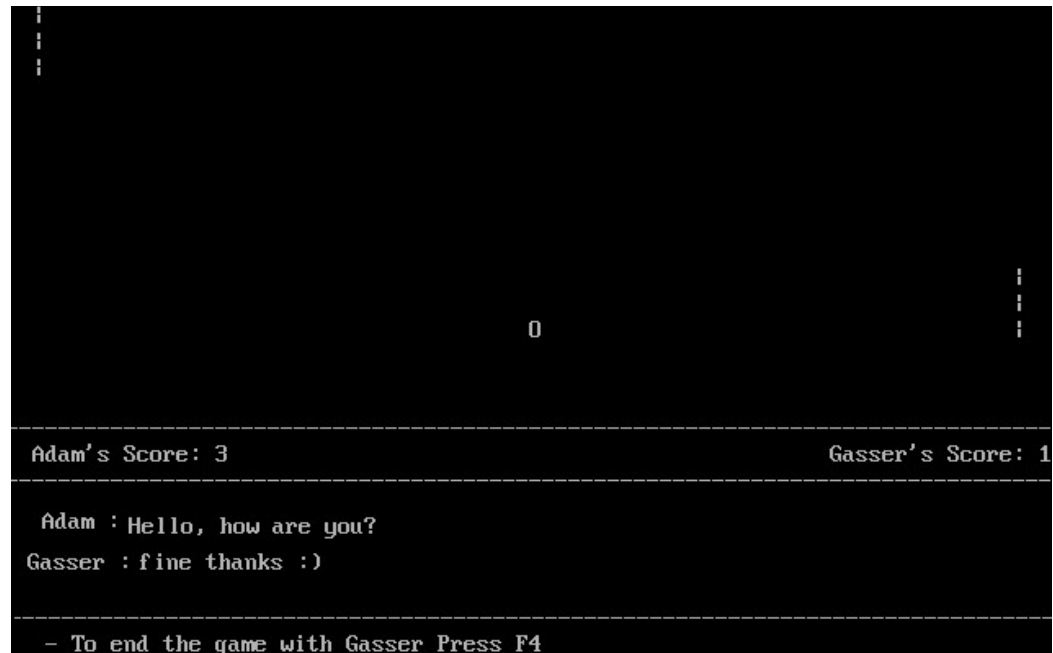 O
Adam's Score: 3 Gasser's Score: 1
Adam : Hello, how are you?
Gasser : fine thanks :)
- To end the game with Gasser Press F4